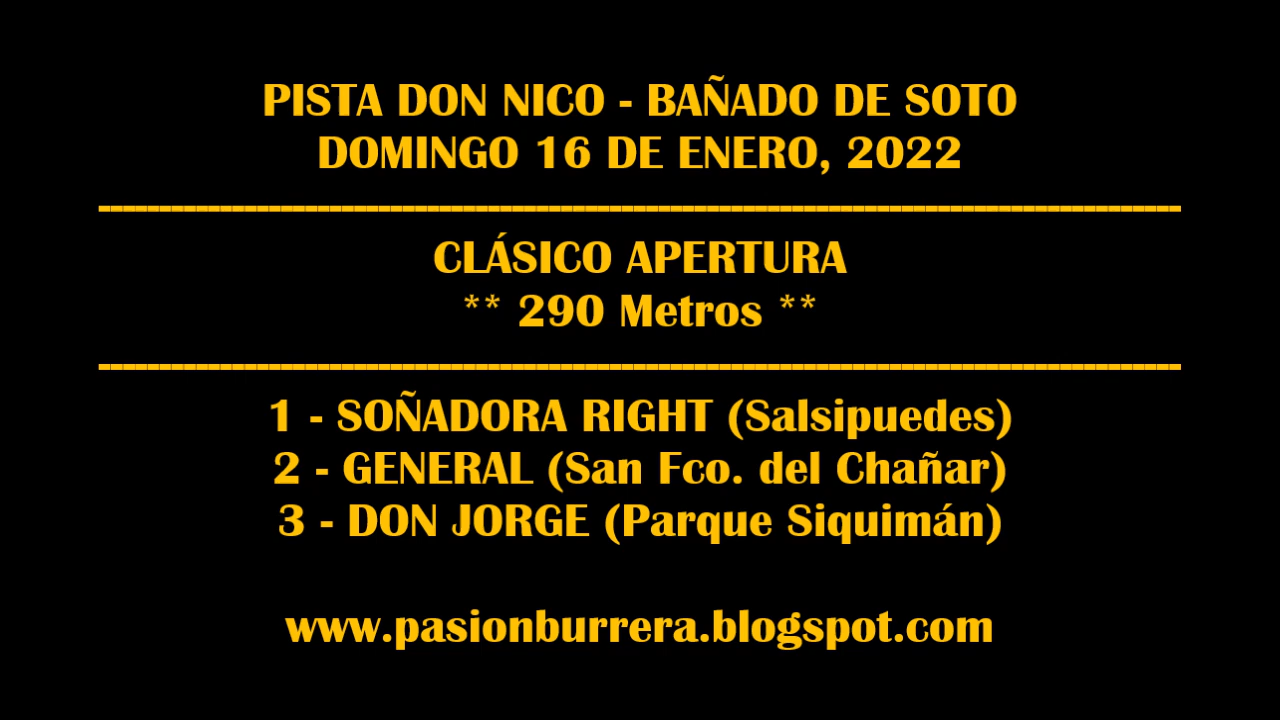 PISTA DON NICO - BAÑADO DE SOTO
DOMINGO 16 DE ENERO, 2022
CLÁSICO APERTURA
** 290 Metros **
1 - SOÑADORA RIGHT (Salsipuedes)
2 - GENERAL (San Fco. del Chañar)
3 - DON JORGE (Parque Siquimán)
www.pasionburrera.blogspot.com